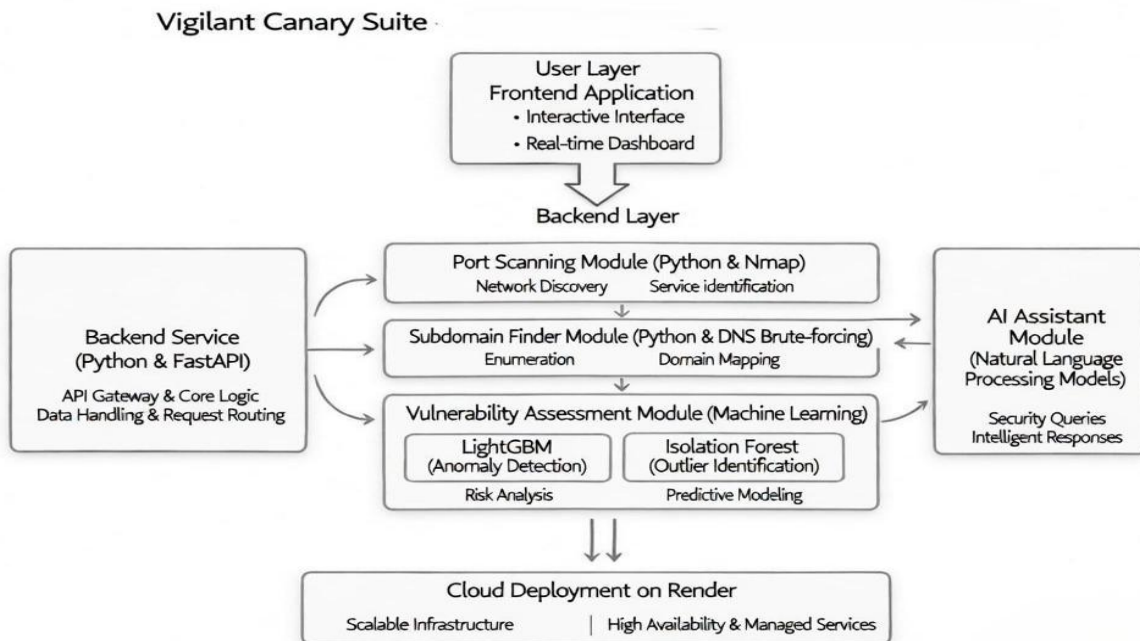 Vigilant Canary Suite
User Layer
Frontend Application
• Interactive Interface
• Real-time Dashboard
Backend Layer
Backend Service
(Python & FastAPI)
API Gateway & Core Logic
Data Handling & Request Routing
Port Scanning Module (Python & Nmap)
Network Discovery Service identification
Subdomain Finder Module (Python & DNS Brute-forcing)
Enumeration Domain Mapping
Vulnerability Assessment Module (Machine Learning)
LightGBM
(Anomaly Detection)
Isolation Forest
(Outlier Identification)
Risk Analysis Predictive Modeling
AI Assistant
Module
(Natural Language
Processing Models)
Security Queries
Intelligent Responses
Cloud Deployment on Render
Scalable Infrastructure | High Availability & Managed Services